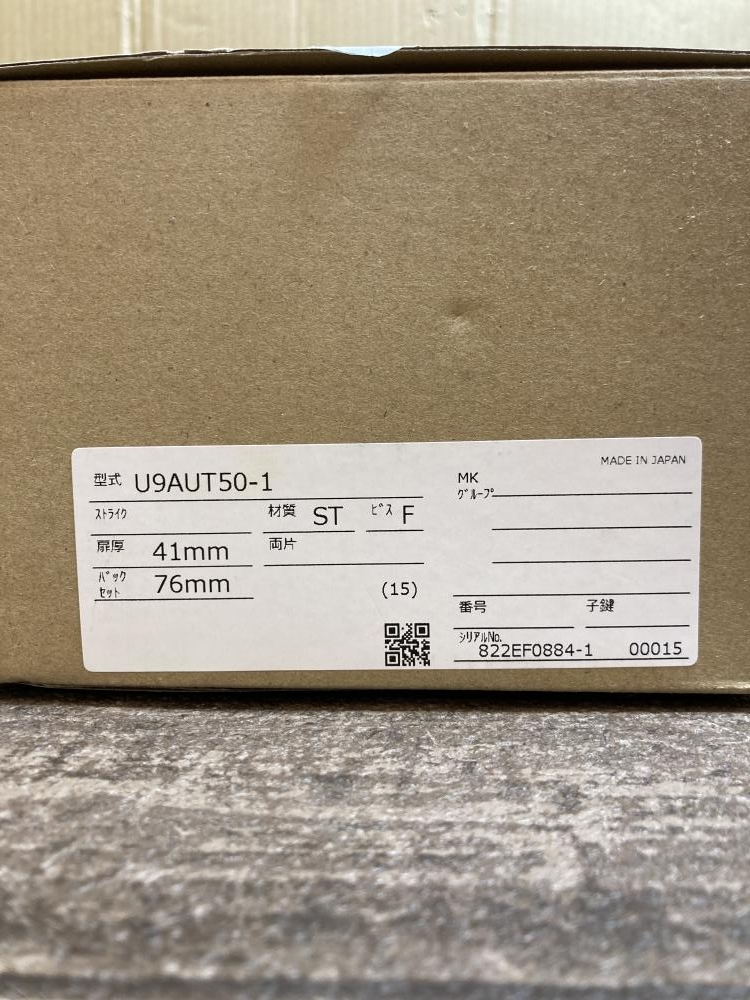 型式 U9AUT50-1
ストライク 材質 ST ビス F
扉厚 41mm 両片
バック
セット 76mm
(15)
MADE IN JAPAN
MK
グループ
番号 子鍵
シリアルNo.
822EF0884-1 00015